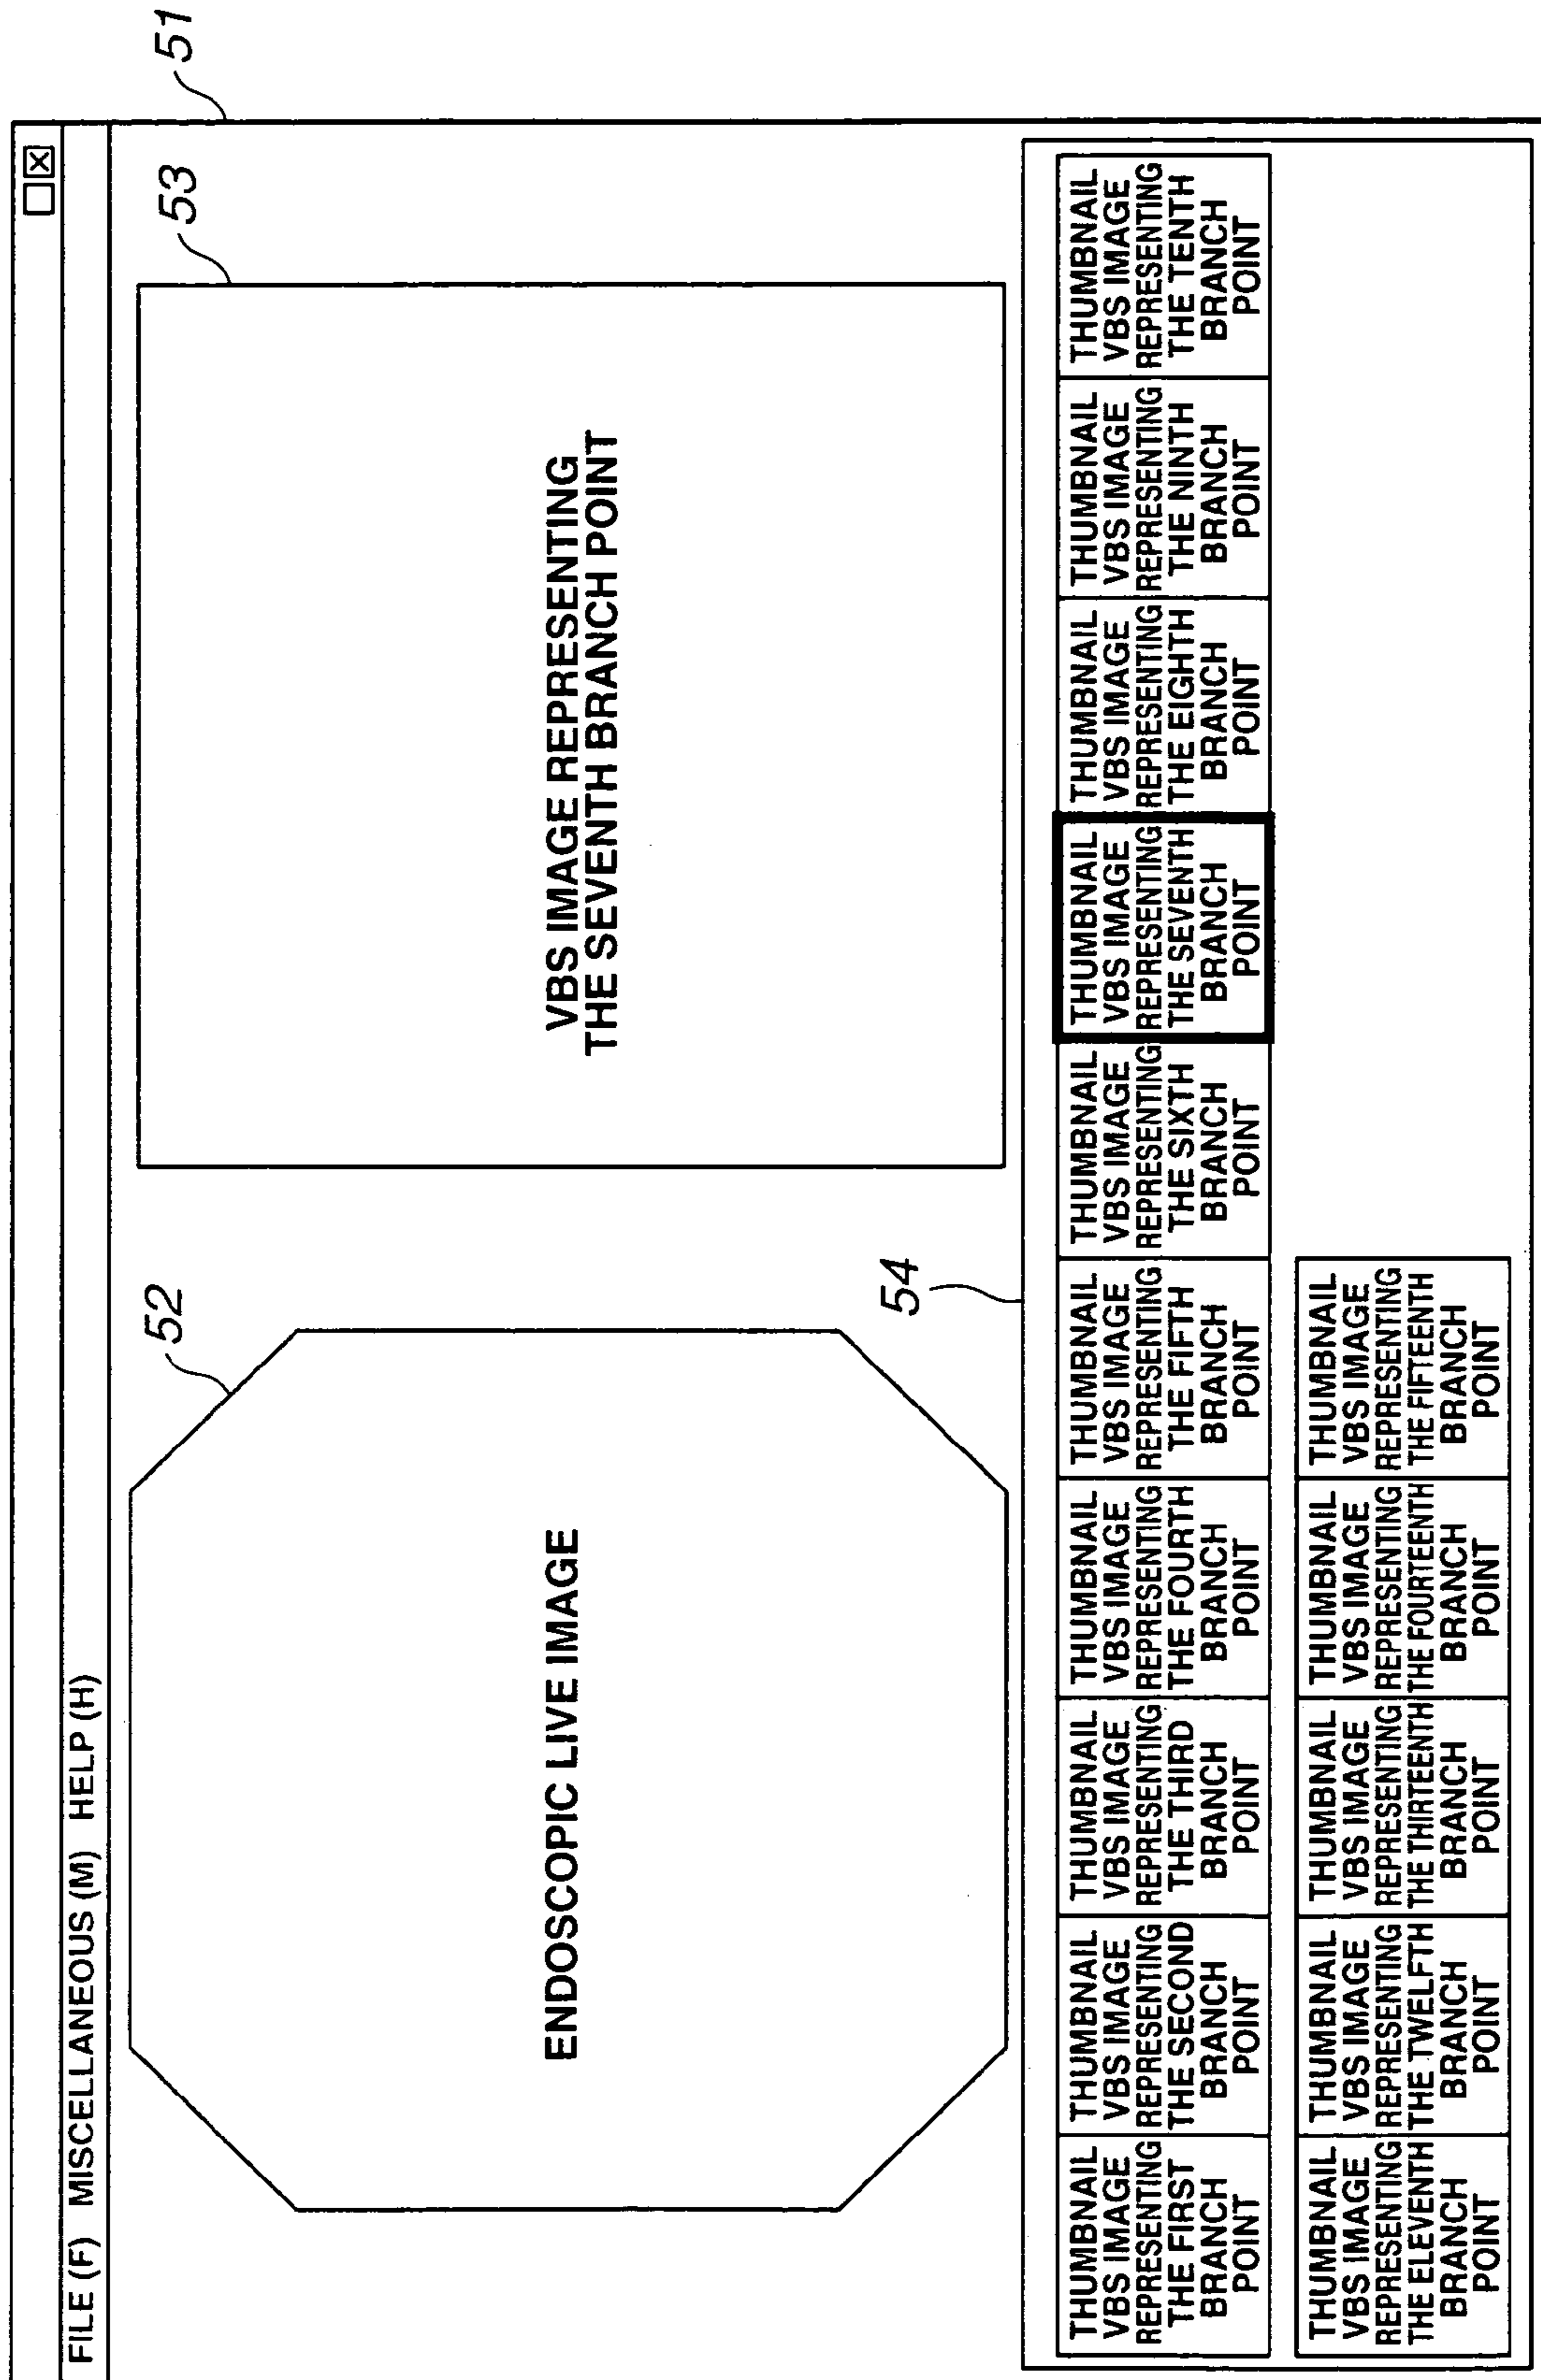 FILE (F) MISCELLANEOUS (M) HELP (H)
51
52
53
ENDOSCOPIC LIVE IMAGE
VBS IMAGE REPRESENTING
THE SEVENTH BRANCH POINT
54
THUMBNAIL
VBS IMAGE
REPRESENTING
THE FIRST
BRANCH
POINT
THUMBNAIL
VBS IMAGE
REPRESENTING
THE SECOND
BRANCH
POINT
THUMBNAIL
VBS IMAGE
REPRESENTING
THE THIRD
BRANCH
POINT
THUMBNAIL
VBS IMAGE
REPRESENTING
THE FOURTH
BRANCH
POINT
THUMBNAIL
VBS IMAGE
REPRESENTING
THE FIFTH
BRANCH
POINT
THUMBNAIL
VBS IMAGE
REPRESENTING
THE SIXTH
BRANCH
POINT
THUMBNAIL
VBS IMAGE
REPRESENTING
THE SEVENTH
BRANCH
POINT
THUMBNAIL
VBS IMAGE
REPRESENTING
THE EIGHTH
BRANCH
POINT
THUMBNAIL
VBS IMAGE
REPRESENTING
THE NINTH
BRANCH
POINT
THUMBNAIL
VBS IMAGE
REPRESENTING
THE TENTH
BRANCH
POINT
THUMBNAIL
VBS IMAGE
REPRESENTING
THE ELEVENTH
BRANCH
POINT
THUMBNAIL
VBS IMAGE
REPRESENTING
THE TWELFTH
BRANCH
POINT
THUMBNAIL
VBS IMAGE
REPRESENTING
THE THIRTEENTH
BRANCH
POINT
THUMBNAIL
VBS IMAGE
REPRESENTING
THE FOURTEENTH
BRANCH
POINT
THUMBNAIL
VBS IMAGE
REPRESENTING
THE FIFTEENTH
BRANCH
POINT